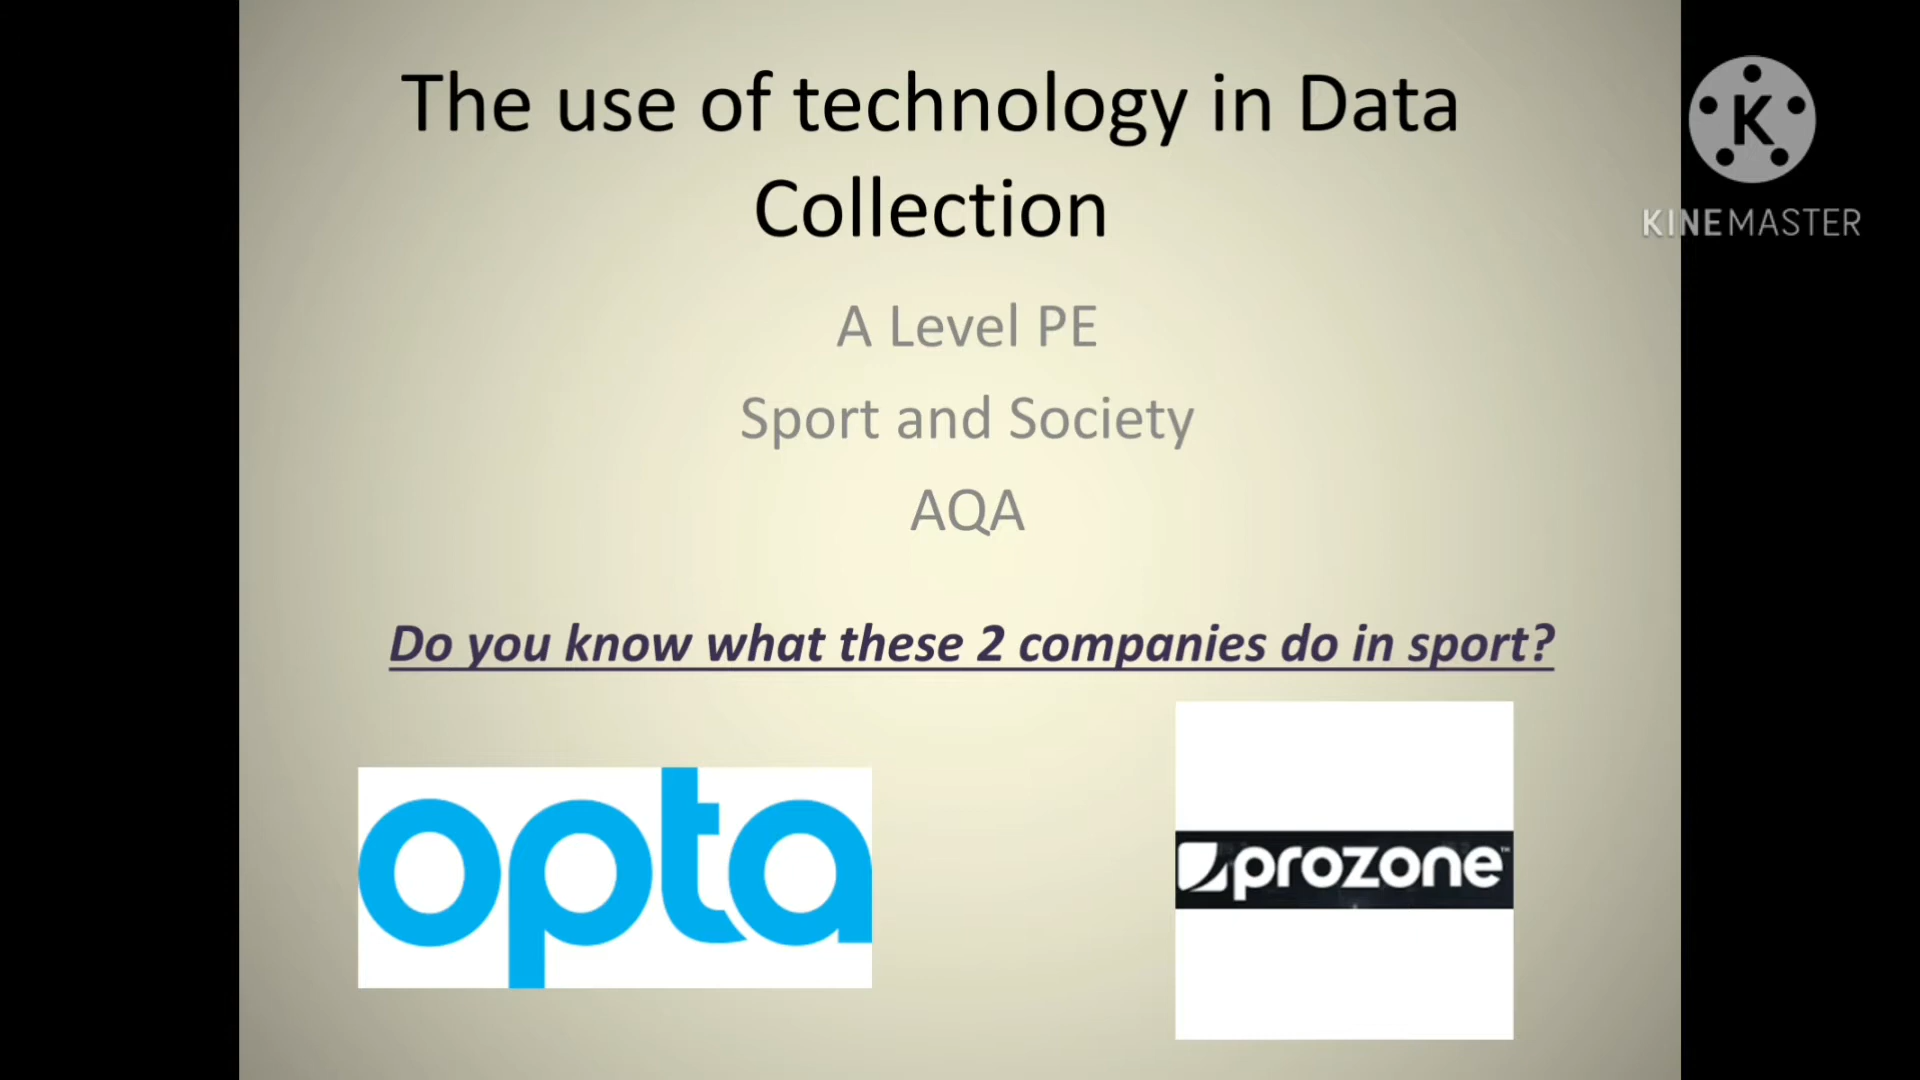 The use of technology in Data
Collection
A Level PE
Sport and Society
AQA
Do you know what these 2 companies do in sport?
opta
prozone™
K
KINEMASTER